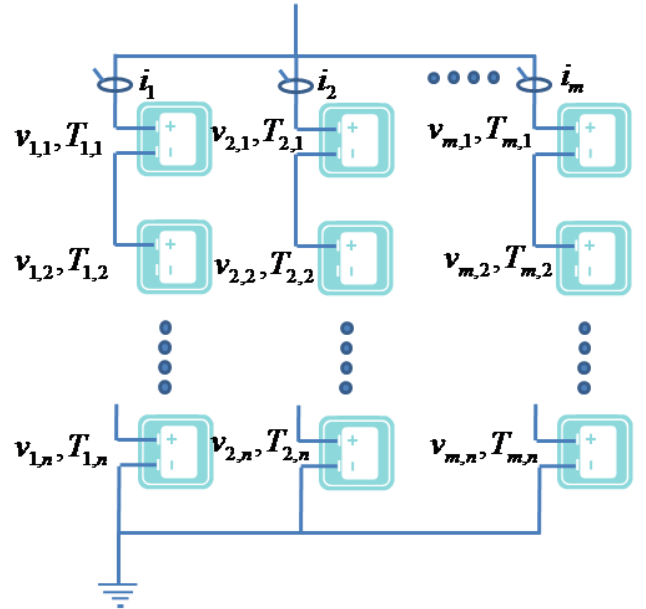 i₁ i₂ iₘ
v₁,₁, T₁,₁ v₂,₁, T₂,₁ vₘ,₁, Tₘ,₁
v₁,₂, T₁,₂ v₂,₂, T₂,₂ vₘ,₂, Tₘ,₂
v₁,ₙ, T₁,ₙ v₂,ₙ, T₂,ₙ vₘ,ₙ, Tₘ,ₙ